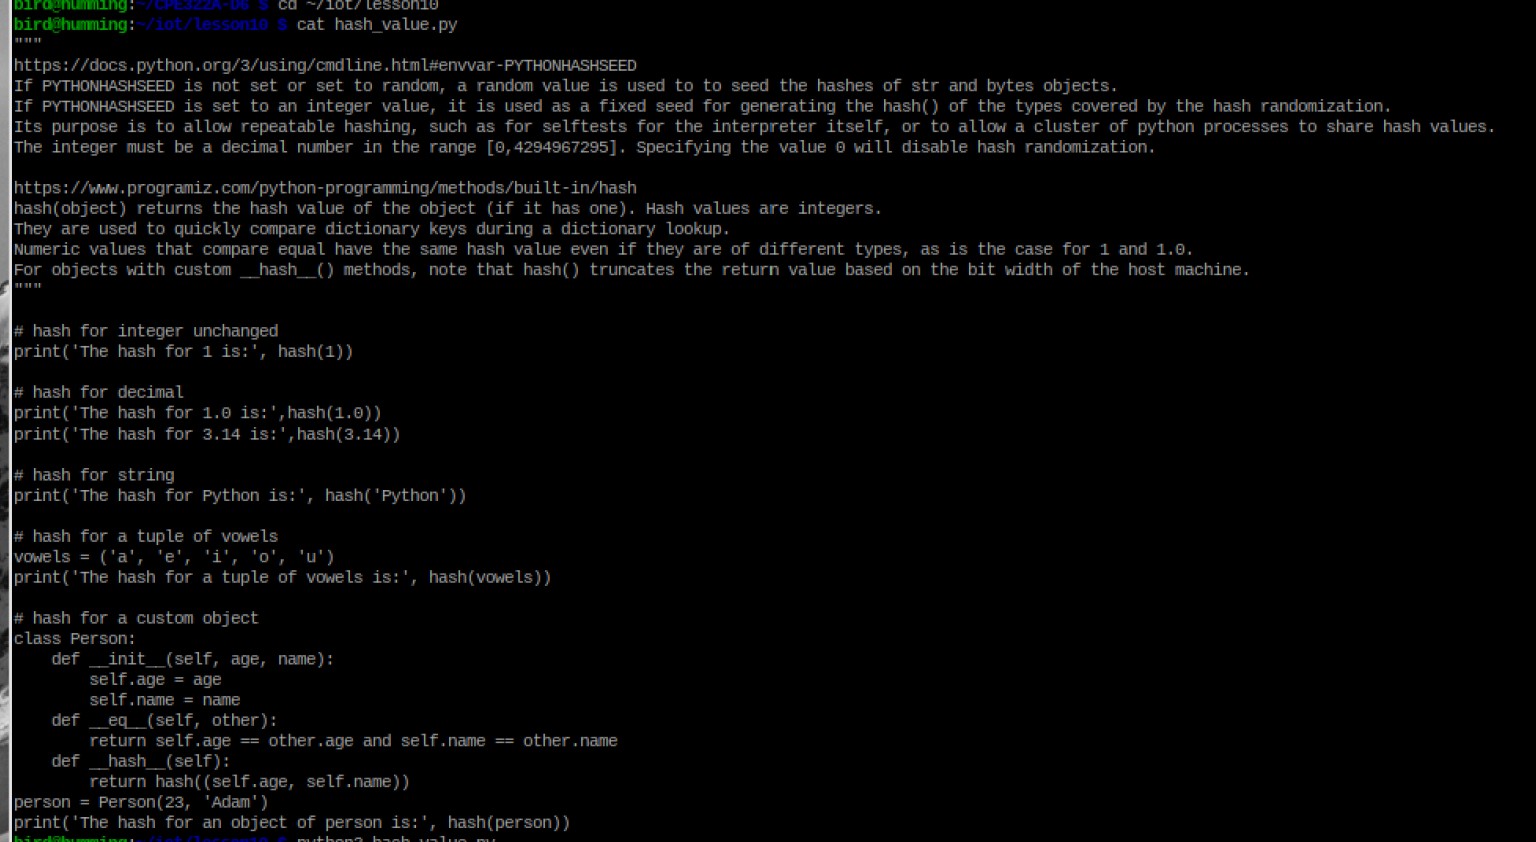 bird@humming:~/CPE322A-06 $ cd ~/iot/lesson10
bird@humming:~/iot/lesson10 $ cat hash_value.py
"""
https://docs.python.org/3/using/cmdline.html#envvar-PYTHONHASHSEED
If PYTHONHASHSEED is not set or set to random, a random value is used to to seed the hashes of str and bytes objects.
If PYTHONHASHSEED is set to an integer value, it is used as a fixed seed for generating the hash() of the types covered by the hash randomization.
Its purpose is to allow repeatable hashing, such as for selftests for the interpreter itself, or to allow a cluster of python processes to share hash values.
The integer must be a decimal number in the range [0,4294967295]. Specifying the value 0 will disable hash randomization.

https://www.programiz.com/python-programming/methods/built-in/hash
hash(object) returns the hash value of the object (if it has one). Hash values are integers.
They are used to quickly compare dictionary keys during a dictionary lookup.
Numeric values that compare equal have the same hash value even if they are of different types, as is the case for 1 and 1.0.
For objects with custom __hash__() methods, note that hash() truncates the return value based on the bit width of the host machine.
"""

# hash for integer unchanged
print('The hash for 1 is:', hash(1))

# hash for decimal
print('The hash for 1.0 is:',hash(1.0))
print('The hash for 3.14 is:',hash(3.14))

# hash for string
print('The hash for Python is:', hash('Python'))

# hash for a tuple of vowels
vowels = ('a', 'e', 'i', 'o', 'u')
print('The hash for a tuple of vowels is:', hash(vowels))

# hash for a custom object
class Person:
    def __init__(self, age, name):
        self.age = age
        self.name = name
    def __eq__(self, other):
        return self.age == other.age and self.name == other.name
    def __hash__(self):
        return hash((self.age, self.name))
person = Person(23, 'Adam')
print('The hash for an object of person is:', hash(person))
bird@humming:~/iot/lesson10 $ python3 hash_value.py